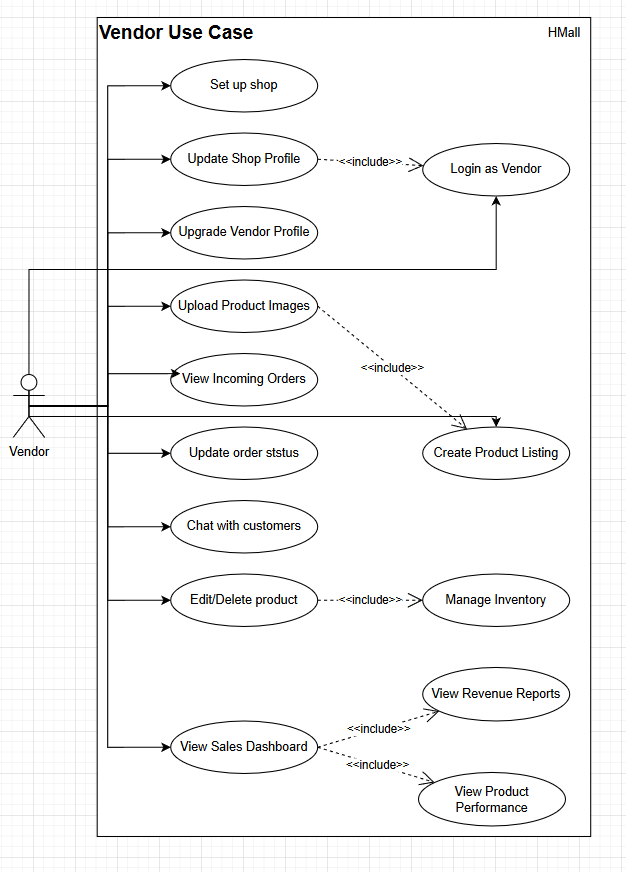 Vendor Use Case
HMall
Set up shop
Update Shop Profile
<<include>>
Login as Vendor
Upgrade Vendor Profile
Upload Product Images
<<include>>
View Incoming Orders
Vendor
Update order ststus
Create Product Listing
Chat with customers
Edit/Delete product
<<include>>
Manage Inventory
View Revenue Reports
<<include>>
View Sales Dashboard
<<include>>
View Product
Performance